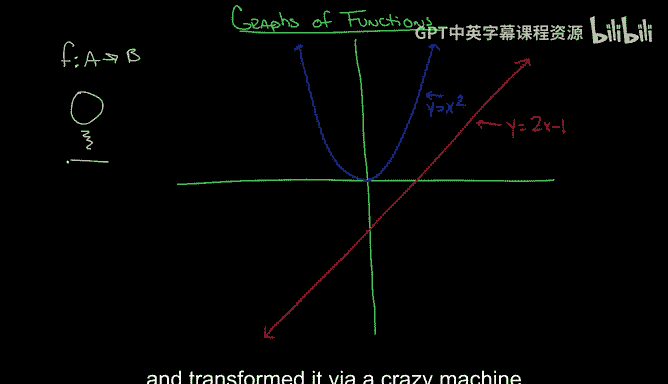 GRAPHS OF FUNCTIONS
GPT中英字幕课程资源 bilibili
f: A → B
y=x²
y=2x-1
and transformed it via a crazy machine